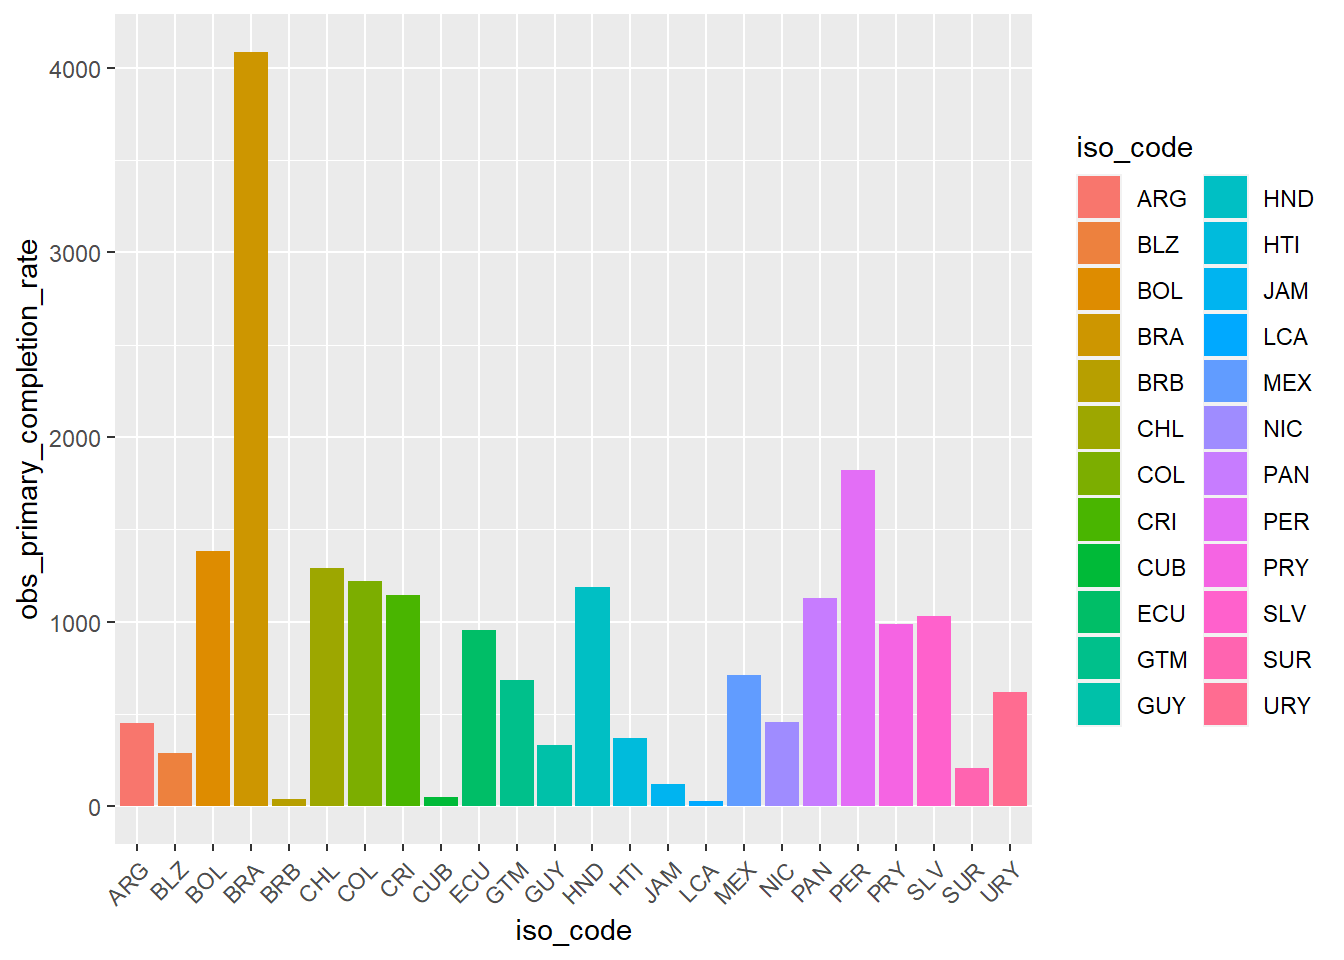 obs_primary_completion_rate
4000
3000
2000
1000
0
ARG BLZ BOL BRA BRB CHL COL CRI CUB ECU GTM GUY HND HTI JAM LCA MEX NIC PAN PER PRY SLV SUR URY
iso_code
iso_code
ARG HND
BLZ HTI
BOL JAM
BRA LCA
BRB MEX
CHL NIC
COL PAN
CRI PER
CUB PRY
ECU SLV
GTM SUR
GUY URY